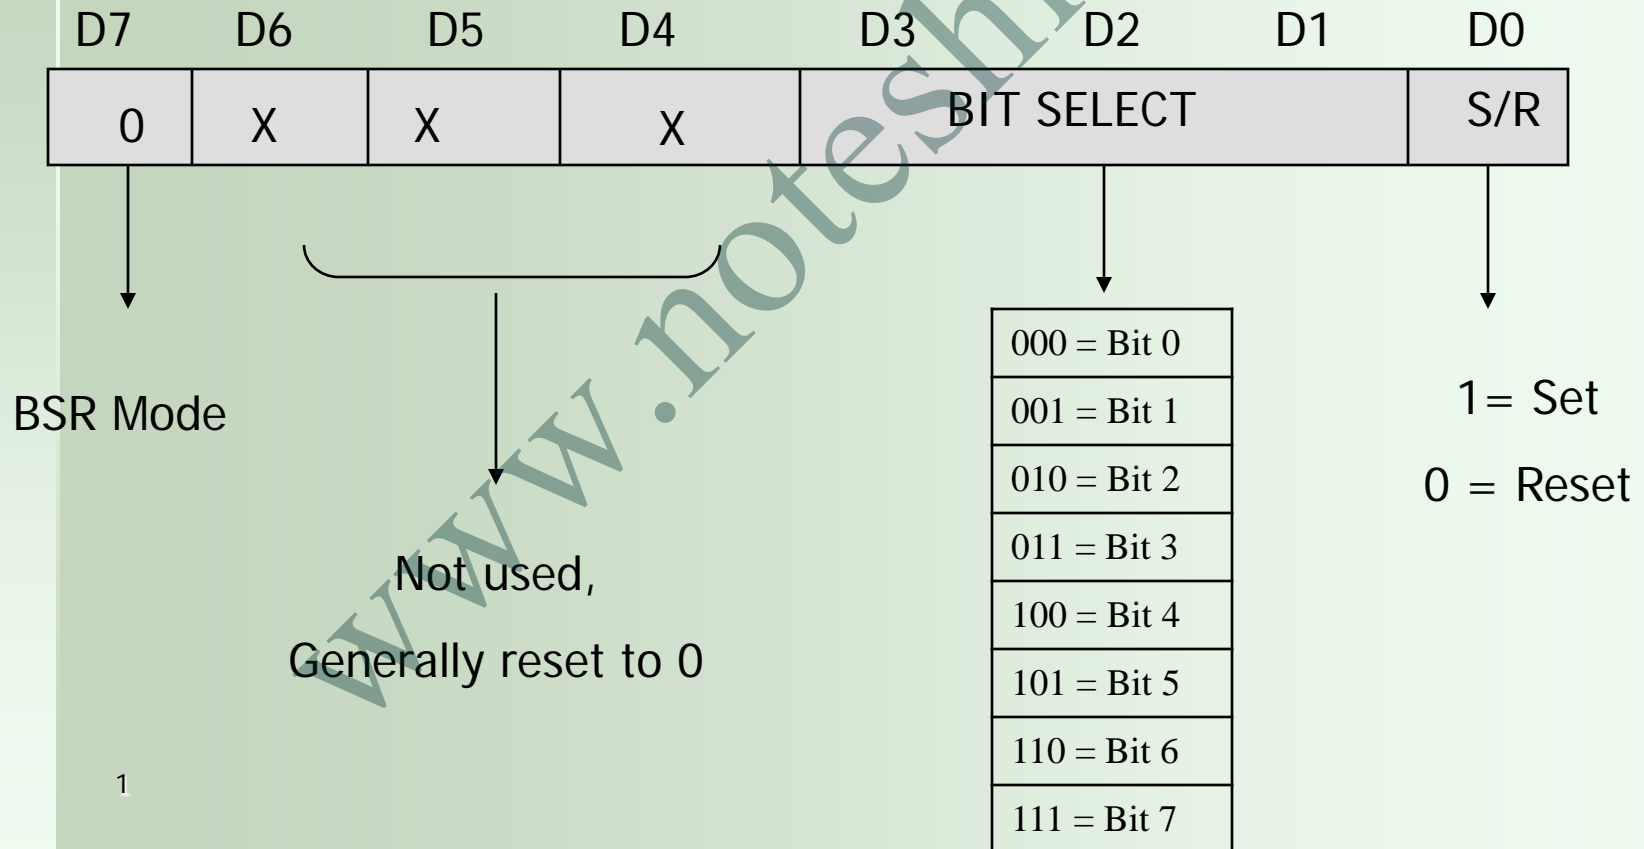 D7 D6 D5 D4 D3 D2 D1 D0
0 X X X BIT SELECT S/R
BSR Mode
Not used,
Generally reset to 0
000 = Bit 0
001 = Bit 1
010 = Bit 2
011 = Bit 3
100 = Bit 4
101 = Bit 5
110 = Bit 6
111 = Bit 7
1= Set
0 = Reset
1